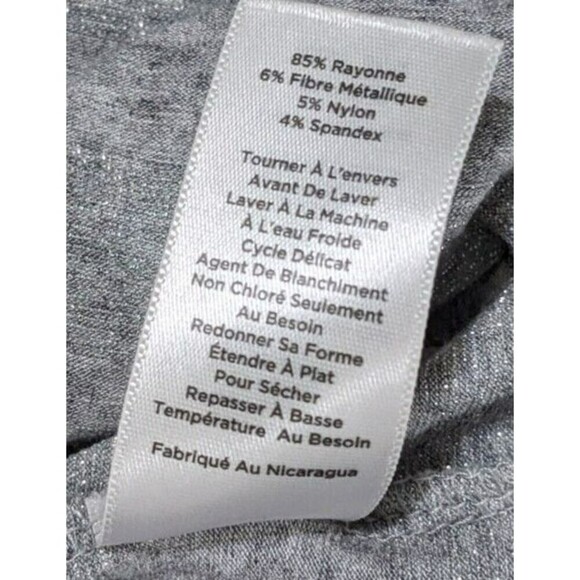 85% Rayonne
6% Fibre Métallique
5% Nylon
4% Spandex
Tourner À L'envers
Avant De Laver
Laver À La Machine
À L'eau Froide
Cycle Délicat
Agent De Blanchiment
Non Chloré Seulement
Au Besoin
Redonner Sa Forme
Étendre À Plat
Pour Sécher
Repasser À Basse
Température Au Besoin
Fabriqué Au Nicaragua